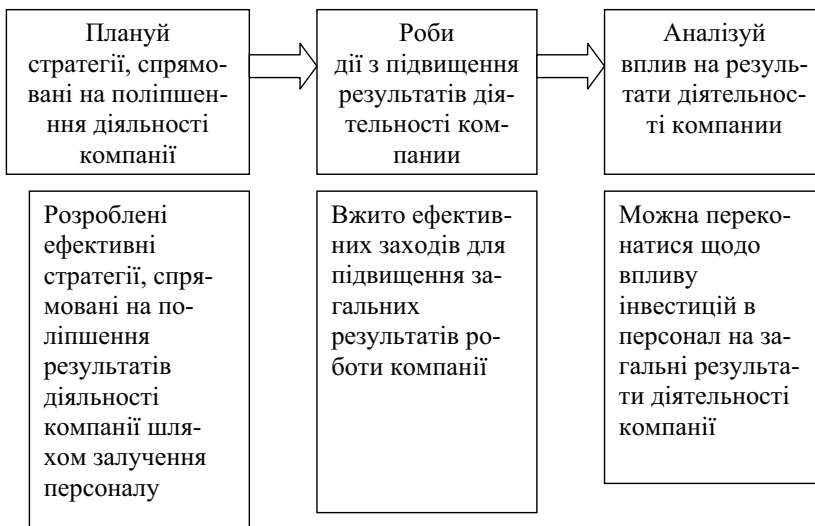 Плануй
стратегії, спрямо-
вані на поліпшен-
ня діяльності
компанії
Роби
дії з підвищення
результатів дія-
тельності ком-
пании
Аналізуй
вплив на резуль-
тати діятельнос-
ті компании
Розроблені
ефективні
стратегії, спря-
мовані на по-
ліпшення
результатів
діяльності
компанії шля-
хом залучення
персоналу
Вжито ефектив-
них заходів для
підвищення за-
гальних
результатів ро-
боти компанії
Можна переко-
натися щодо
впливу
інвестицій в
персонал на за-
гальні результа-
ти діятельності
компанії